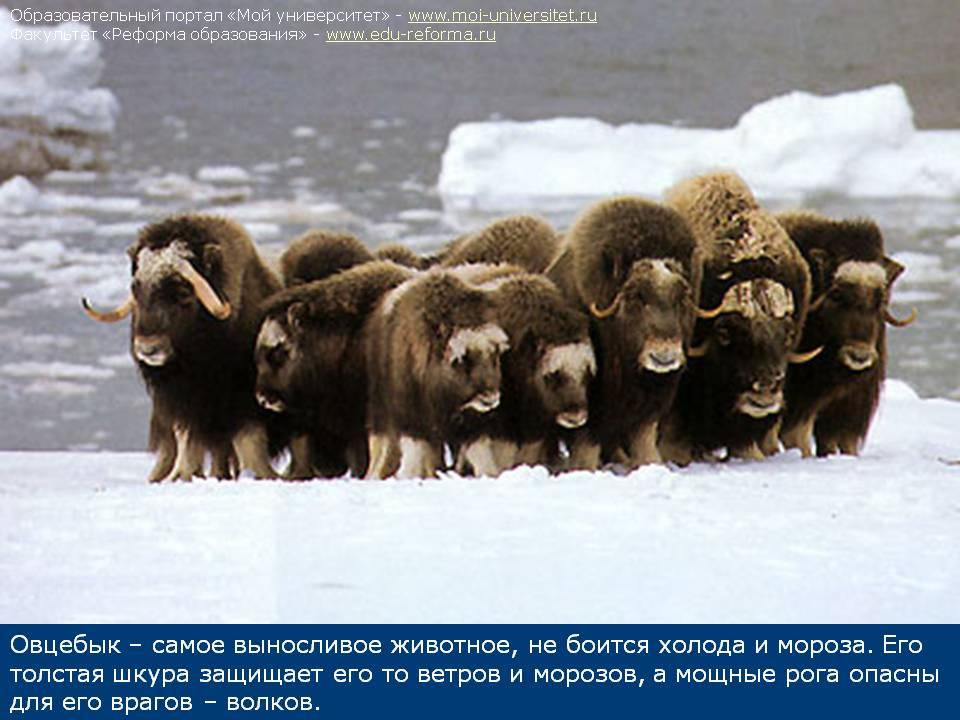 Образовательный портал «Мой университет» - www.moi-universitet.ru
Факультет «Реформа образования» - www.edu-reforma.ru
Овцебык – самое выносливое животное, не боится холода и мороза. Его
толстая шкура защищает его то ветров и морозов, а мощные рога опасны
для его врагов – волков.